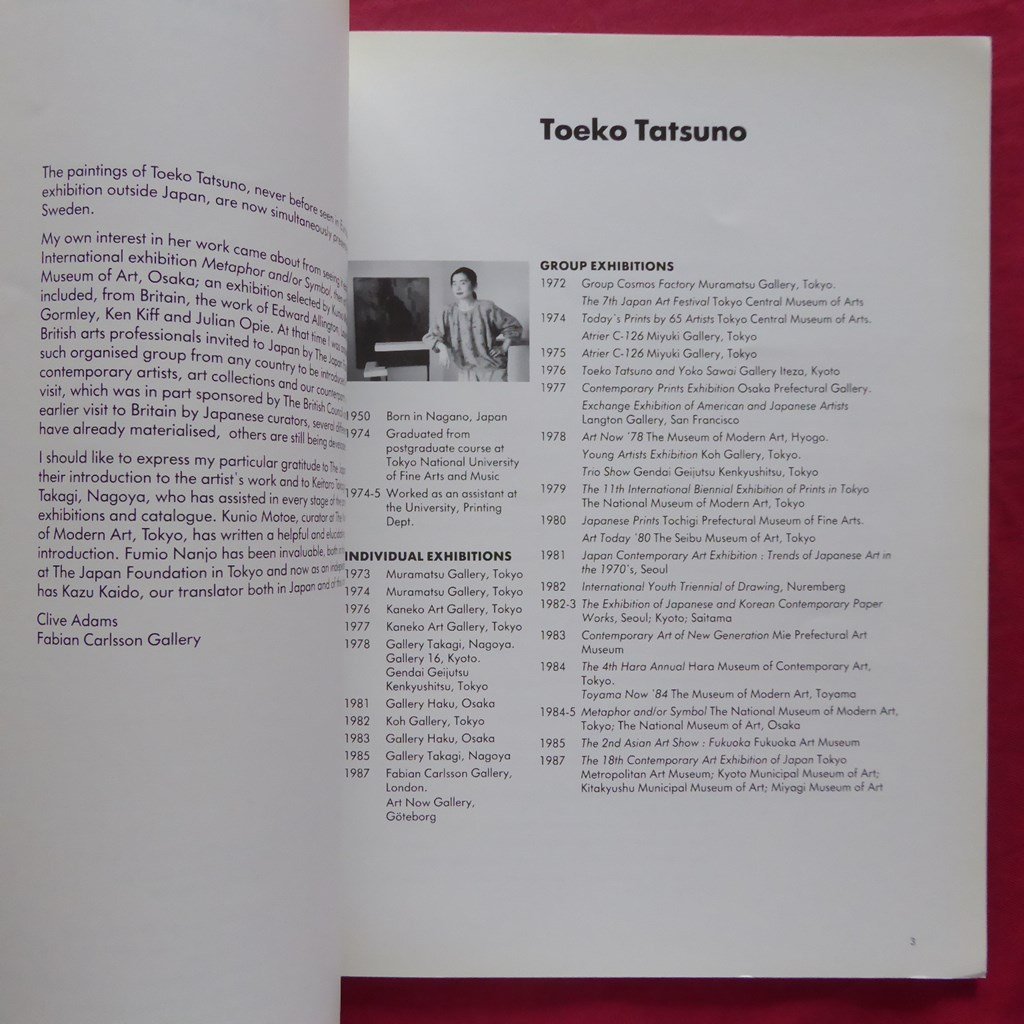 The paintings of Toeko Tatsuno, never before seen in
exhibition outside Japan, are now simultaneously
Sweden.
My own interest in her work came about from seeing
International exhibition Metaphor and/or Symbol,
Museum of Art, Osaka; an exhibition selected by
included, from Britain, the work of Edward Allington,
Gormley, Ken Kiff and Julian Opie. At that time I was
British arts professionals invited to Japan by The Japan
such organised group from any country to be
contemporary artists, art collections and our
visit, which was in part sponsored by The British Council
earlier visit to Britain by Japanese curators, several
have already materialised, others are still being
I should like to express my particular gratitude to The
their introduction to the artist's work and to
Takagi, Nagoya, who has assisted in every stage of the
exhibitions and catalogue. Kunio Motoe, curator at The
of Modern Art, Tokyo, has written a helpful and
introduction. Fumio Nanjo has been invaluable, both
at The Japan Foundation in Tokyo and now as an
has Kazu Kaido, our translator both in Japan and
Clive Adams
Fabian Carlsson Gallery
Toeko Tatsuno
1950 Born in Nagano, Japan
1974 Graduated from
postgraduate course at
Tokyo National University
of Fine Arts and Music
1974-5 Worked as an assistant at
the University, Printing
Dept.
INDIVIDUAL EXHIBITIONS
1973 Muramatsu Gallery, Tokyo
1974 Muramatsu Gallery, Tokyo
1976 Kaneko Art Gallery, Tokyo
1977 Kaneko Art Gallery, Tokyo
1978 Gallery Takagi, Nagoya.
Gallery 16, Kyoto.
Gendai Geijutsu
Kenkyushitsu, Tokyo
1981 Gallery Haku, Osaka
1982 Koh Gallery, Tokyo
1983 Gallery Haku, Osaka
1985 Gallery Takagi, Nagoya
1987 Fabian Carlsson Gallery,
London.
Art Now Gallery,
Göteborg
GROUP EXHIBITIONS
1972 Group Cosmos Factory Muramatsu Gallery, Tokyo.
The 7th Japan Art Festival Tokyo Central Museum of Arts
1974 Today's Prints by 65 Artists Tokyo Central Museum of Arts.
Atrier C-126 Miyuki Gallery, Tokyo
1975 Atrier C-126 Miyuki Gallery, Tokyo
1976 Toeko Tatsuno and Yoko Sawai Gallery Iteza, Kyoto
1977 Contemporary Prints Exhibition Osaka Prefectural Gallery.
Exchange Exhibition of American and Japanese Artists
Langton Gallery, San Francisco
1978 Art Now '78 The Museum of Modern Art, Hyogo.
Young Artists Exhibition Koh Gallery, Tokyo.
Trio Show Gendai Geijutsu Kenkyushitsu, Tokyo
1979 The 11th International Biennial Exhibition of Prints in Tokyo
The National Museum of Modern Art, Tokyo
1980 Japanese Prints Tochigi Prefectural Museum of Fine Arts.
Art Today '80 The Seibu Museum of Art, Tokyo
1981 Japan Contemporary Art Exhibition : Trends of Japanese Art in
the 1970's, Seoul
1982 International Youth Triennial of Drawing, Nuremberg
1982-3 The Exhibition of Japanese and Korean Contemporary Paper
Works, Seoul; Kyoto; Saitama
1983 Contemporary Art of New Generation Mie Prefectural Art
Museum
1984 The 4th Hara Annual Hara Museum of Contemporary Art,
Tokyo.
Toyama Now '84 The Museum of Modern Art, Toyama
1984-5 Metaphor and/or Symbol The National Museum of Modern Art,
Tokyo; The National Museum of Art, Osaka
1985 The 2nd Asian Art Show : Fukuoka Fukuoka Art Museum
1987 The 18th Contemporary Art Exhibition of Japan Tokyo
Metropolitan Art Museum; Kyoto Municipal Museum of Art;
Kitakyushu Municipal Museum of Art; Miyagi Museum of Art
3